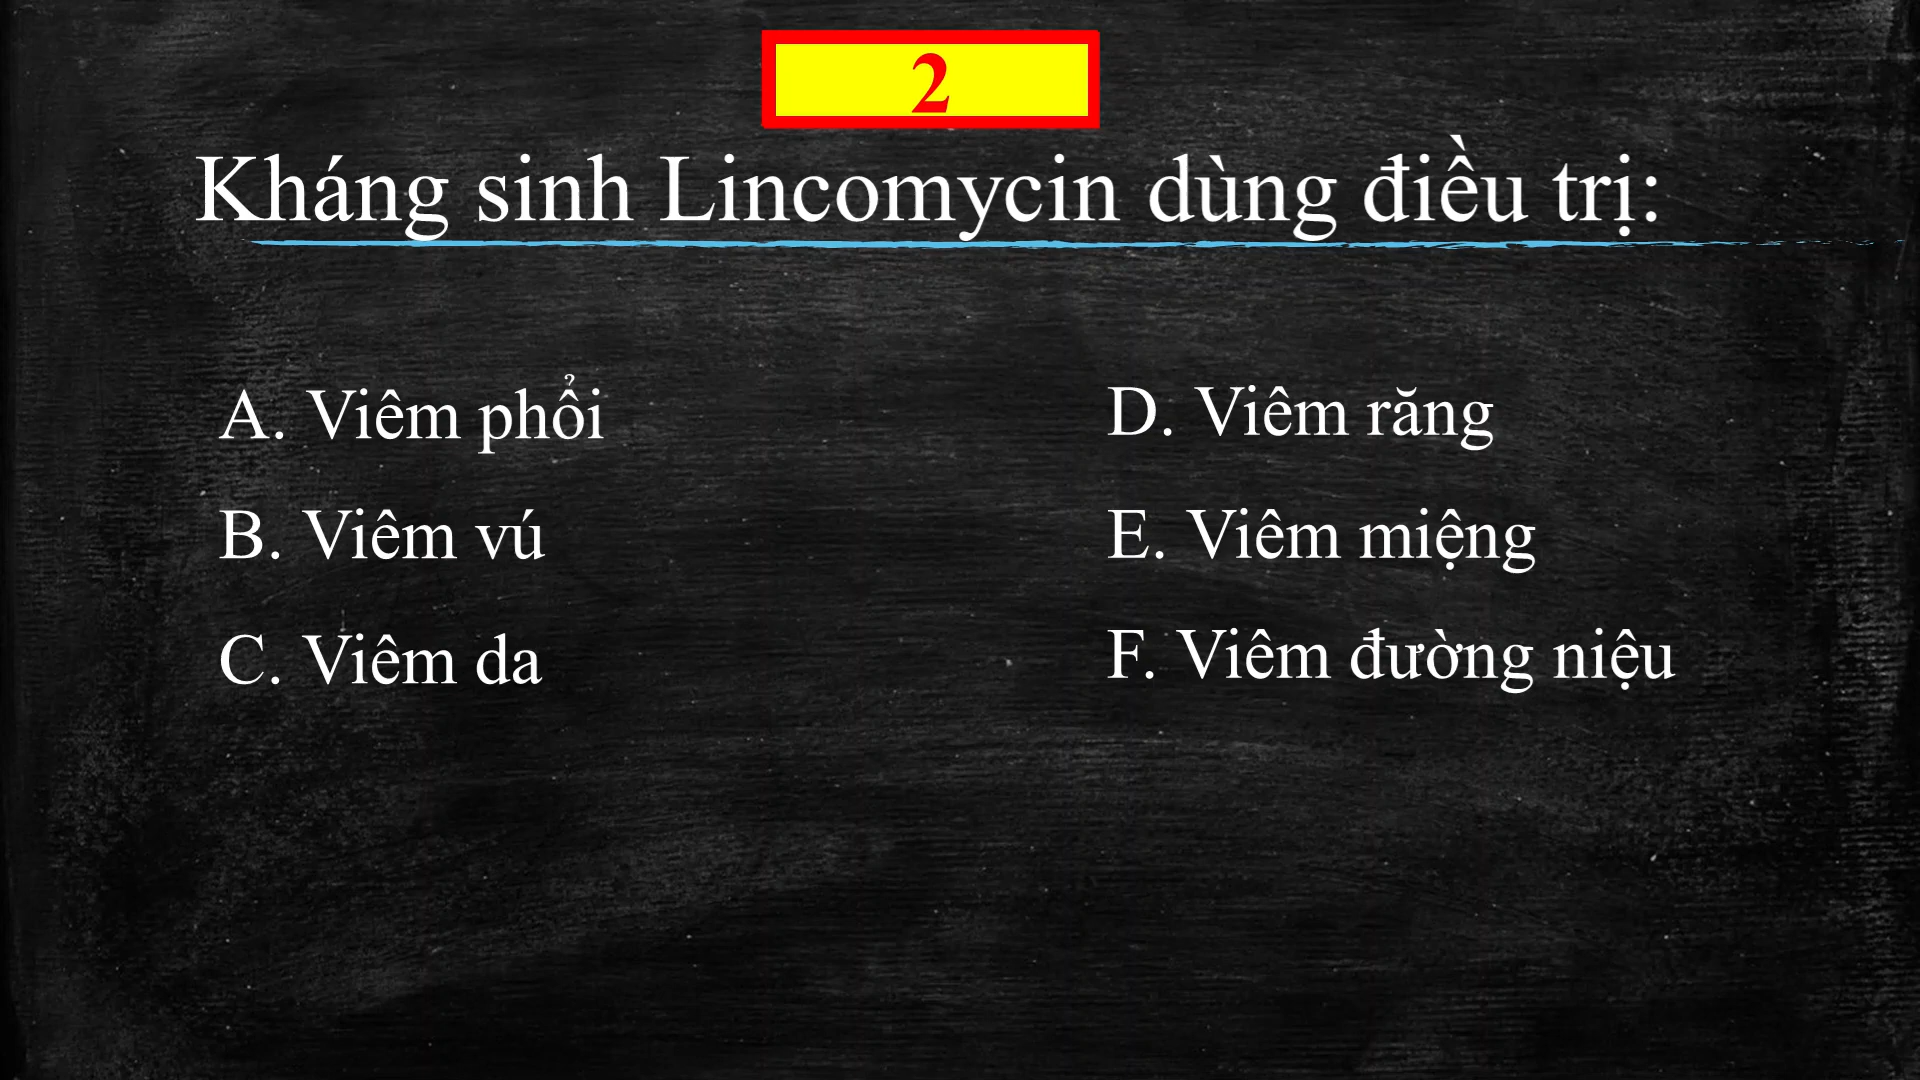 2
Kháng sinh Lincomycin dùng điều trị:
A. Viêm phổi
B. Viêm vú
C. Viêm da
D. Viêm răng
E. Viêm miệng
F. Viêm đường niệu